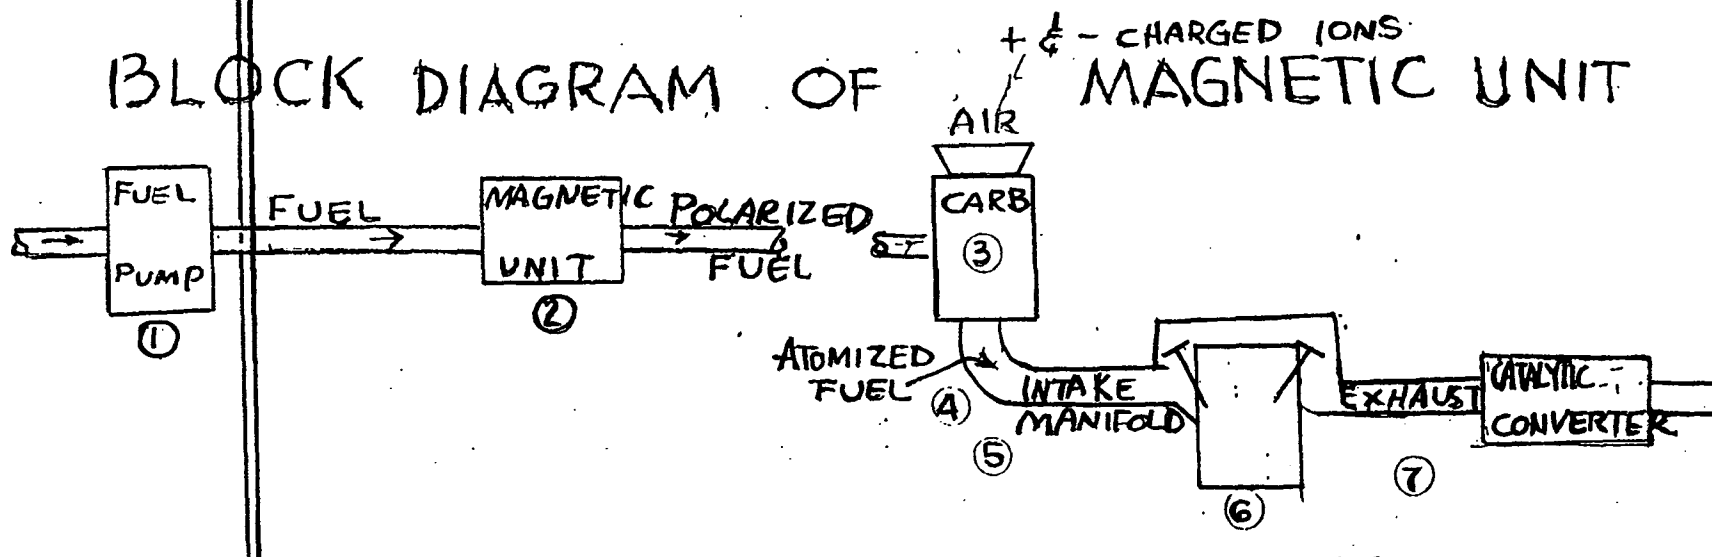 + & - CHARGED IONS
BLOCK DIAGRAM OF MAGNETIC UNIT
AIR
FUEL
PUMP
1
FUEL
MAGNETIC
UNIT
2
POLARIZED
FUEL
CARB
3
ATOMIZED
FUEL
4
INTAKE
MANIFOLD
5
6
EXHAUST
7
CATALYTIC
CONVERTER